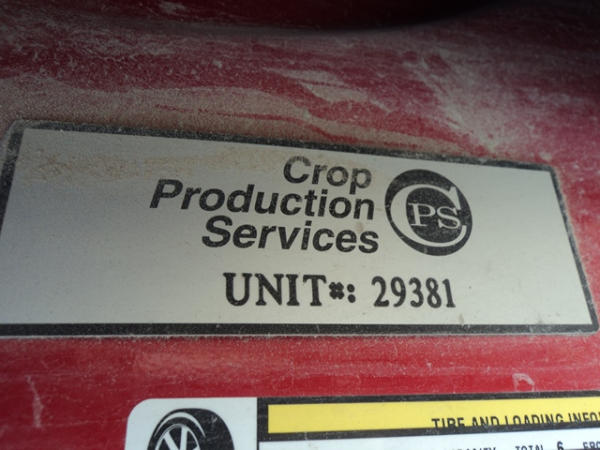 Crop
Production
Services
CPS
UNIT#: 29381
TIRE AND LOADING INFO
TOTAL 6